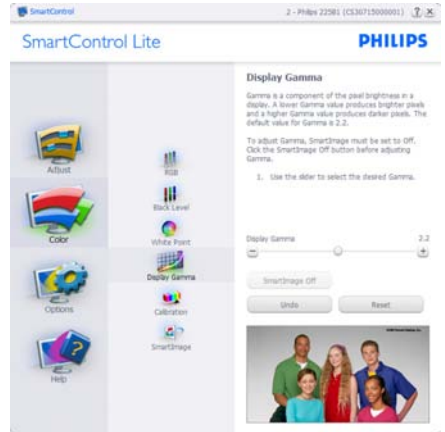 SmartControl
2 - Philips 225B1 (CS30715000001)
SmartControl Lite
PHILIPS
Adjust
Color
Options
Help
RGB
Black Level
White Point
Display Gamma
Calibration
SmartImage
Display Gamma
Gamma is a component of the pixel brightness in a
display. A lower Gamma value produces brighter pixels
and a higher Gamma value produces darker pixels. The
default value for Gamma is 2.2.
To adjust Gamma, SmartImage must be set to Off.
Click the SmartImage Off button before adjusting
Gamma.
1. Use the slider to select the desired Gamma.
Display Gamma
2.2
SmartImage Off
Undo
Reset